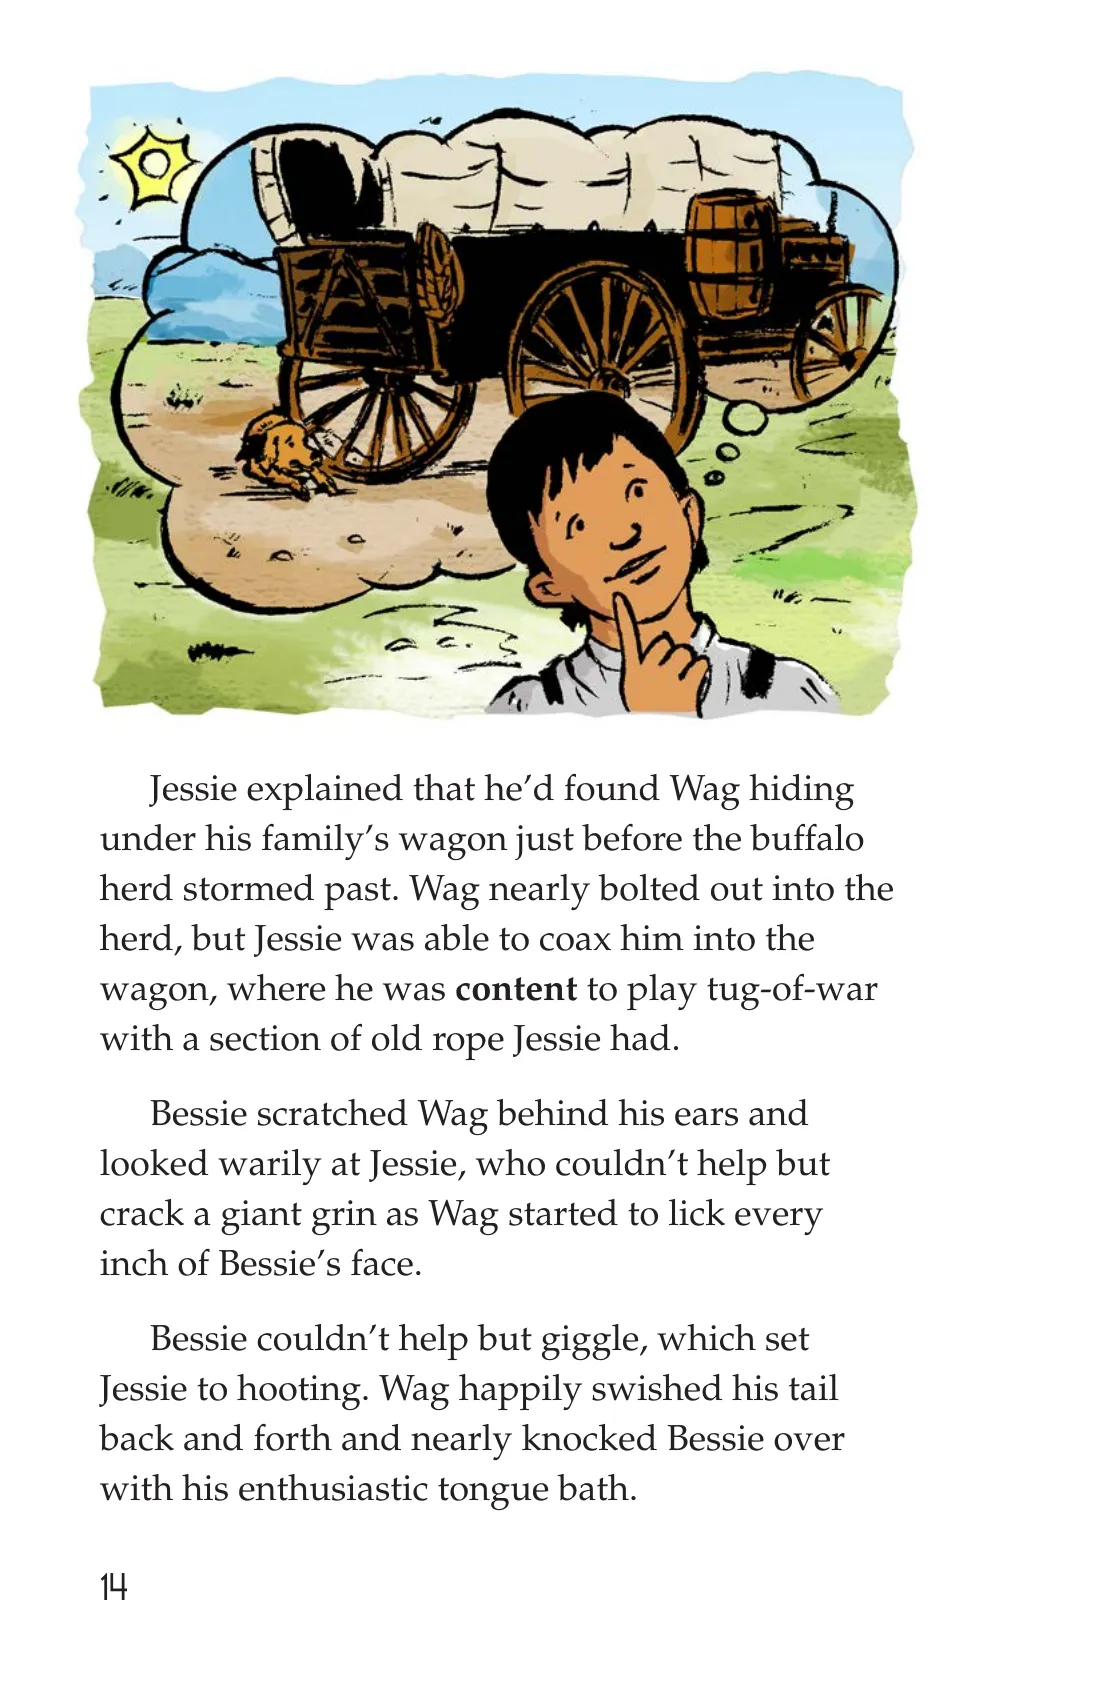 Jessie explained that he’d found Wag hiding
under his family’s wagon just before the buffalo
herd stormed past. Wag nearly bolted out into the
herd, but Jessie was able to coax him into the
wagon, where he was content to play tug-of-war
with a section of old rope Jessie had.
Bessie scratched Wag behind his ears and
looked warily at Jessie, who couldn’t help but
crack a giant grin as Wag started to lick every
inch of Bessie’s face.
Bessie couldn’t help but giggle, which set
Jessie to hooting. Wag happily swished his tail
back and forth and nearly knocked Bessie over
with his enthusiastic tongue bath.
14